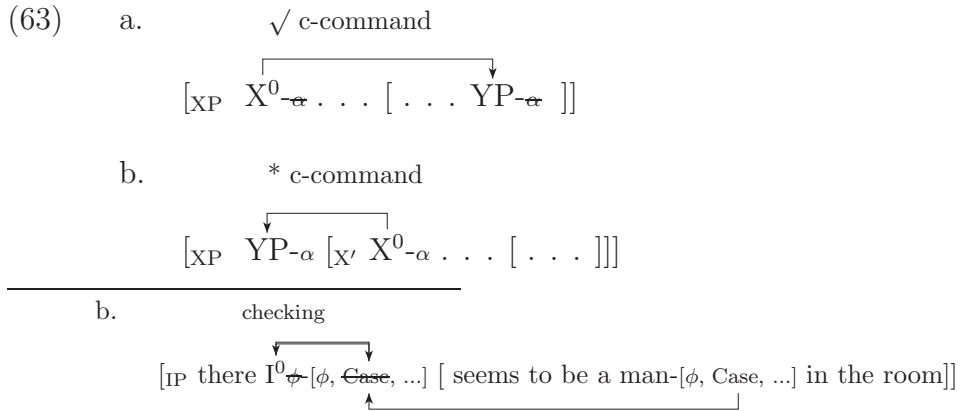 (63) a. √ c-command
[XP X⁰-α . . . [ . . . YP-α ]]
b. * c-command
[XP YP-α [X′ X⁰-α . . . [ . . . ]]]
b. checking
[IP there I⁰ϕ-[ϕ, Case, ...] [ seems to be a man-[ϕ, Case, ...] in the room]]